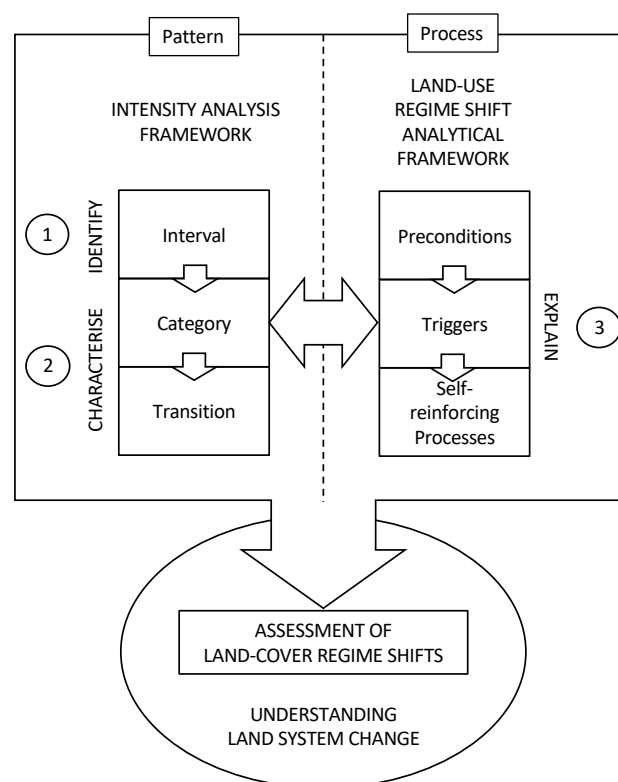 Pattern
Process
INTENSITY ANALYSIS
FRAMEWORK
LAND-USE
REGIME SHIFT
ANALYTICAL
FRAMEWORK
1
IDENTIFY
Interval
2
CHARACTERISE
Category
Transition
Preconditions
Triggers
Self-
reinforcing
Processes
EXPLAIN
3
ASSESSMENT OF
LAND-COVER REGIME SHIFTS
UNDERSTANDING
LAND SYSTEM CHANGE